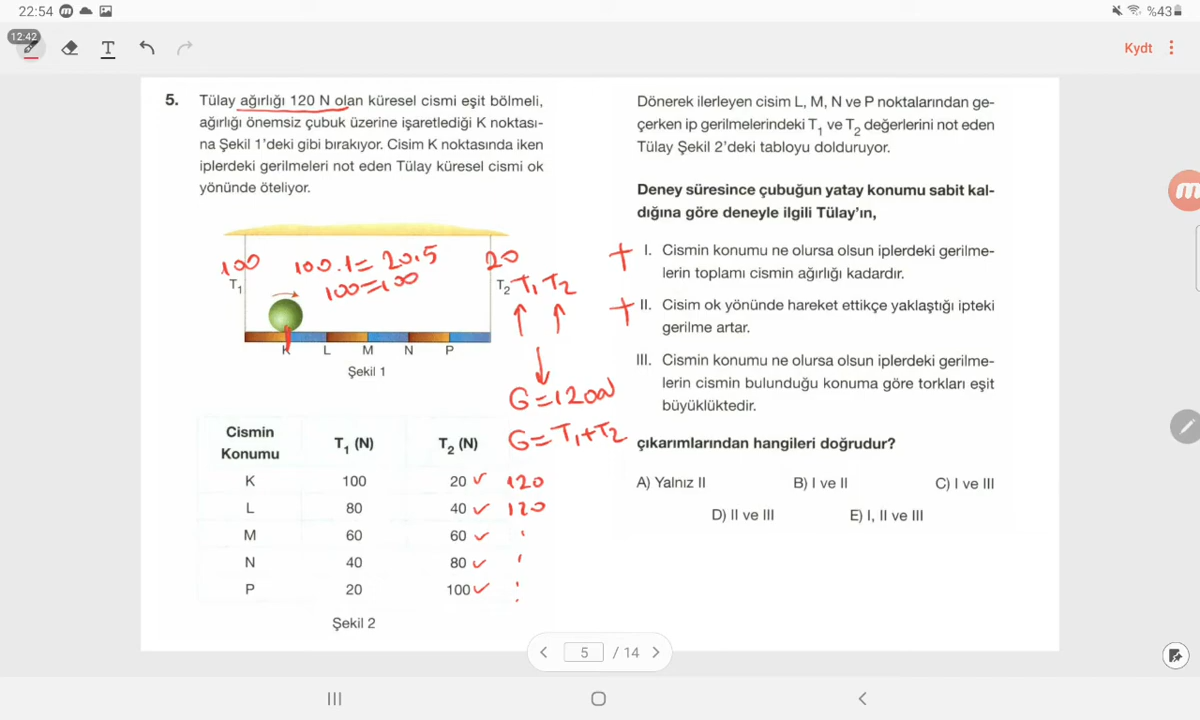 22:54
%43
12:42
T
Kydt
5. Tülay ağırlığı 120 N olan küresel cismi eşit bölmeli,
ağırlığı önemsiz çubuk üzerine işaretlediği K noktası-
na Şekil 1'deki gibi bırakıyor. Cisim K noktasında iken
iplerdeki gerilmeleri not eden Tülay küresel cismi ok
yönünde öteliyor.
100 100.1= 20.5 20
100=100
T₁ T₂
K L M N P
Şekil 1
T₁ T₂
G=120N
G=T₁+T₂
Cismin Konumu T₁ (N) T₂ (N)
K 100 20 120
L 80 40 120
M 60 60
N 40 80
P 20 100
Şekil 2
Dönerek ilerleyen cisim L, M, N ve P noktalarından ge-
çerken ip gerilmelerindeki T₁ ve T₂ değerlerini not eden
Tülay Şekil 2'deki tabloyu dolduruyor.
Deney süresince çubuğun yatay konumu sabit kal-
dığına göre deneyle ilgili Tülay'ın,
+ I. Cismin konumu ne olursa olsun iplerdeki gerilme-
lerin toplamı cismin ağırlığı kadardır.
+ II. Cisim ok yönünde hareket ettikçe yaklaştığı ipteki
gerilme artar.
III. Cismin konumu ne olursa olsun iplerdeki gerilme-
lerin cismin bulunduğu konuma göre torkları eşit
büyüklüktedir.
çıkarımlarından hangileri doğrudur?
A) Yalnız II B) I ve II C) I ve III
D) II ve III E) I, II ve III
5 / 14